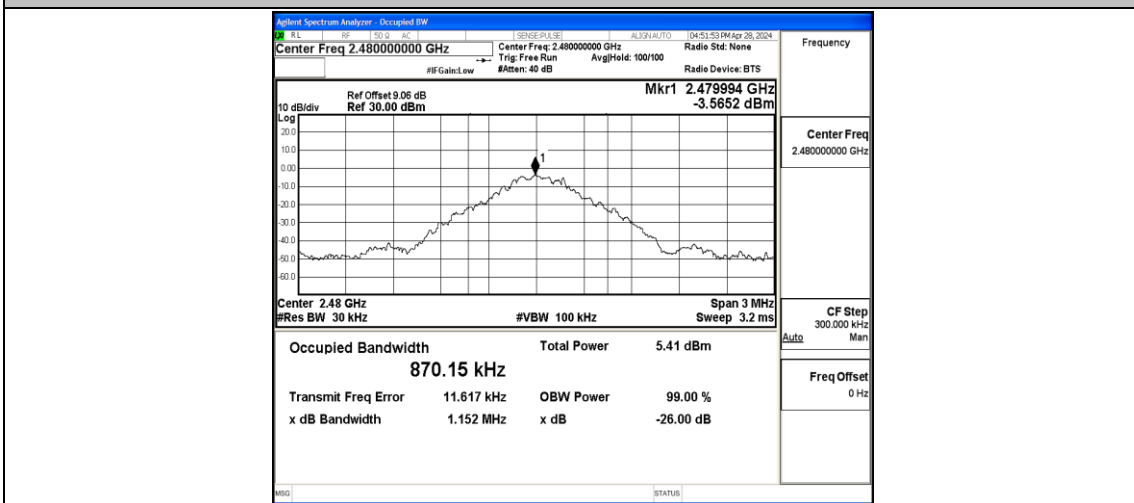 Agilent Spectrum Analyzer - Occupied BW
RL RF 50 Ω AC SENSE:PULSE ALIGN AUTO 04:51:53 PM Apr 28, 2024
Center Freq 2.480000000 GHz
Center Freq: 2.480000000 GHz
Radio Std: None
Trig: Free Run Avg|Hold: 100/100
#IFGain:Low
#Atten: 40 dB
Radio Device: BTS
Frequency
Mkr1 2.479994 GHz
-3.5652 dBm
Ref Offset 9.06 dB
10 dB/div Ref 30.00 dBm
Log
20.0
10.0
0.00
-10.0
-20.0
-30.0
-40.0
-50.0
-60.0
1
Center 2.48 GHz
Span 3 MHz
#Res BW 30 kHz
#VBW 100 kHz
Sweep 3.2 ms
Occupied Bandwidth
870.15 kHz
Total Power 5.41 dBm
Transmit Freq Error 11.617 kHz
OBW Power 99.00 %
x dB Bandwidth 1.152 MHz
x dB -26.00 dB
Center Freq
2.480000000 GHz
CF Step
300.000 kHz
Auto Man
Freq Offset
0 Hz
MSG STATUS